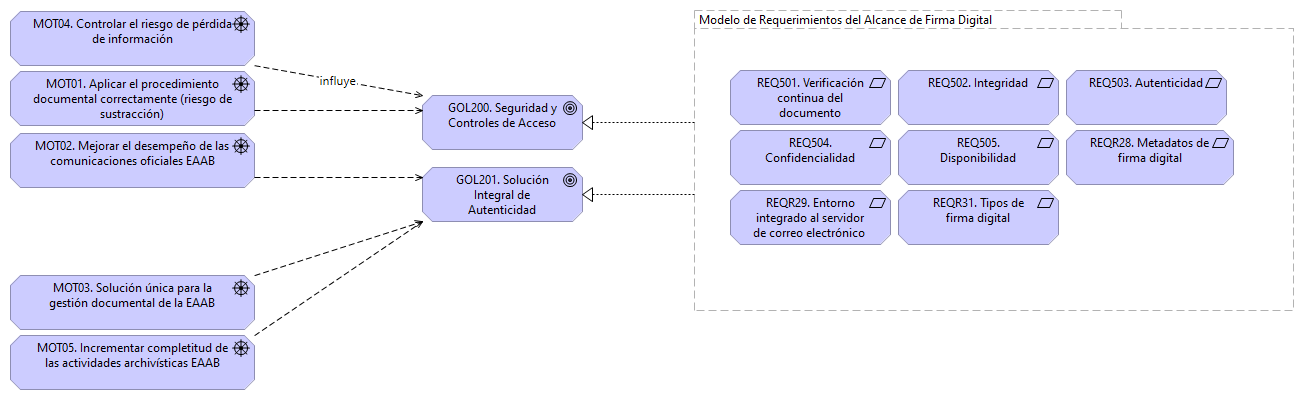 MOT04. Controlar el riesgo de pérdida
de información
MOT01. Aplicar el procedimiento
documental correctamente (riesgo de
sustracción)
MOT02. Mejorar el desempeño de las
comunicaciones oficiales EAAB
MOT03. Solución única para la
gestión documental de la EAAB
MOT05. Incrementar completitud de
las actividades archivísticas EAAB
influye
GOL200. Seguridad y
Controles de Acceso
GOL201. Solución
Integral de
Autenticidad
Modelo de Requerimientos del Alcance de Firma Digital
REQ501. Verificación
continua del
documento
REQ502. Integridad
REQ503. Autenticidad
REQ504.
Confidencialidad
REQ505.
Disponibilidad
REQR28. Metadatos de
firma digital
REQR29. Entorno
integrado al servidor
de correo electrónico
REQR31. Tipos de
firma digital